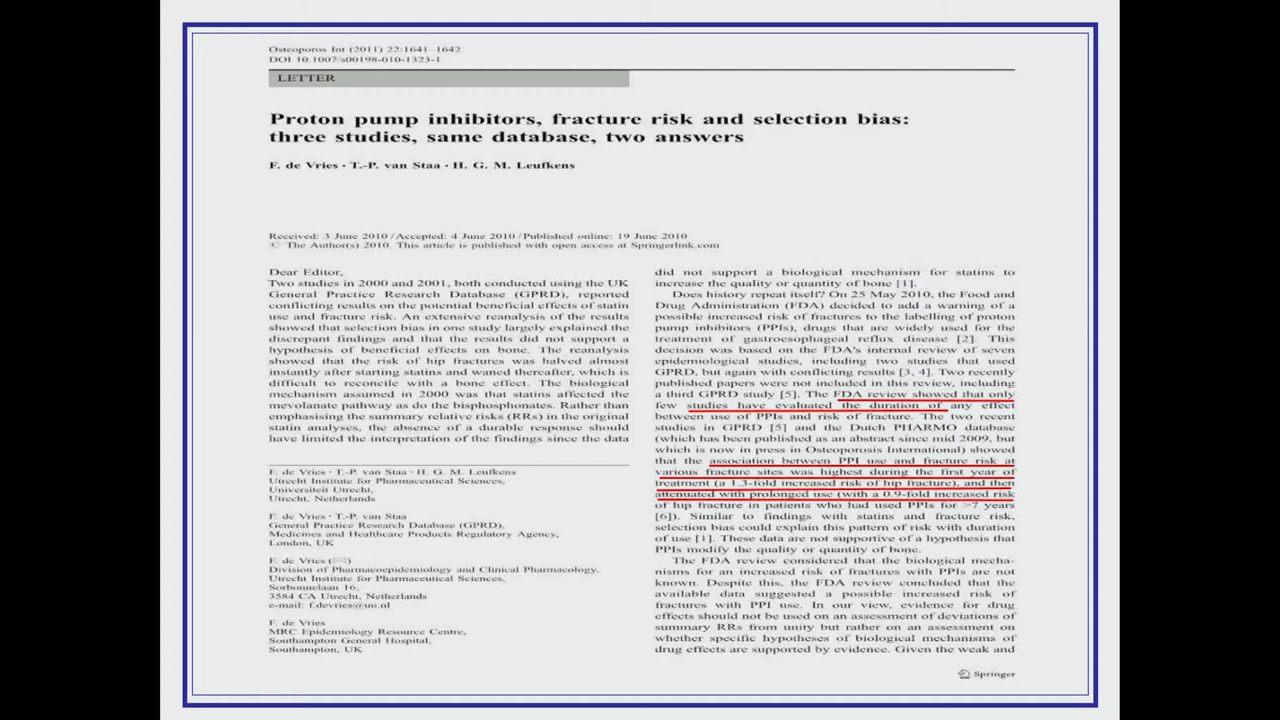 Osteoporos Int (2011) 22:1641–1642
DOI 10.1007/s00198-010-1323-1
LETTER
Proton pump inhibitors, fracture risk and selection bias:
three studies, same database, two answers
F. de Vries · T.-P. van Staa · H. G. M. Leufkens
Received: 3 June 2010 / Accepted: 4 June 2010 / Published online: 19 June 2010
© The Author(s) 2010. This article is published with open access at Springerlink.com
Dear Editor,
Two studies in 2000 and 2001, both conducted using the UK
General Practice Research Database (GPRD), reported
conflicting results on the potential beneficial effects of statin
use and fracture risk. An extensive reanalysis of the results
showed that selection bias in one study largely explained the
discrepant findings and that the results did not support a
hypothesis of beneficial effects on bone. The reanalysis
showed that the risk of hip fractures was halved almost
instantly after starting statins and waned thereafter, which is
difficult to reconcile with a bone effect. The biological
mechanism assumed in 2000 was that statins affected the
mevolanate pathway as do the bisphosphonates. Rather than
emphasising the summary relative risks (RRs) in the original
statin analyses, the absence of a durable response should
have limited the interpretation of the findings since the data
F. de Vries · T.-P. van Staa · H. G. M. Leufkens
Utrecht Institute for Pharmaceutical Sciences,
Universiteit Utrecht,
Utrecht, Netherlands
F. de Vries · T.-P. van Staa
General Practice Research Database (GPRD),
Medicines and Healthcare Products Regulatory Agency,
London, UK
F. de Vries (✉)
Division of Pharmacoepidemiology and Clinical Pharmacology,
Utrecht Institute for Pharmaceutical Sciences,
Sorbonnelaan 16,
3584 CA Utrecht, Netherlands
e-mail: f.devries@uu.nl
F. de Vries
MRC Epidemiology Resource Centre,
Southampton General Hospital,
Southampton, UK
did not support a biological mechanism for statins to
increase the quality or quantity of bone [1].
Does history repeat itself? On 25 May 2010, the Food and
Drug Administration (FDA) decided to add a warning of a
possible increased risk of fractures to the labelling of proton
pump inhibitors (PPIs), drugs that are widely used for the
treatment of gastroesophageal reflux disease [2]. This
decision was based on the FDA's internal review of seven
epidemiological studies, including two studies that used
GPRD, but again with conflicting results [3, 4]. Two recently
published papers were not included in this review, including
a third GPRD study [5]. The FDA review showed that only
few studies have evaluated the duration of any effect
between use of PPIs and risk of fracture. The two recent
studies in GPRD [5] and the Dutch PHARMO database
(which has been published as an abstract since mid 2009, but
which is now in press in Osteoporosis International) showed
that the association between PPI use and fracture risk at
various fracture sites was highest during the first year of
treatment (a 1.3-fold increased risk of hip fracture), and then
attenuated with prolonged use (with a 0.9-fold increased risk
of hip fracture in patients who had used PPIs for >7 years
[6]). Similar to findings with statins and fracture risk,
selection bias could explain this pattern of risk with duration
of use [1]. These data are not supportive of a hypothesis that
PPIs modify the quality or quantity of bone.
The FDA review considered that the biological mecha-
nisms for an increased risk of fractures with PPIs are not
known. Despite this, the FDA review concluded that the
available data suggested a possible increased risk of
fractures with PPI use. In our view, evidence for drug
effects should not be used on an assessment of deviations of
summary RRs from unity but rather on an assessment on
whether specific hypotheses of biological mechanisms of
drug effects are supported by evidence. Given the weak and
Springer